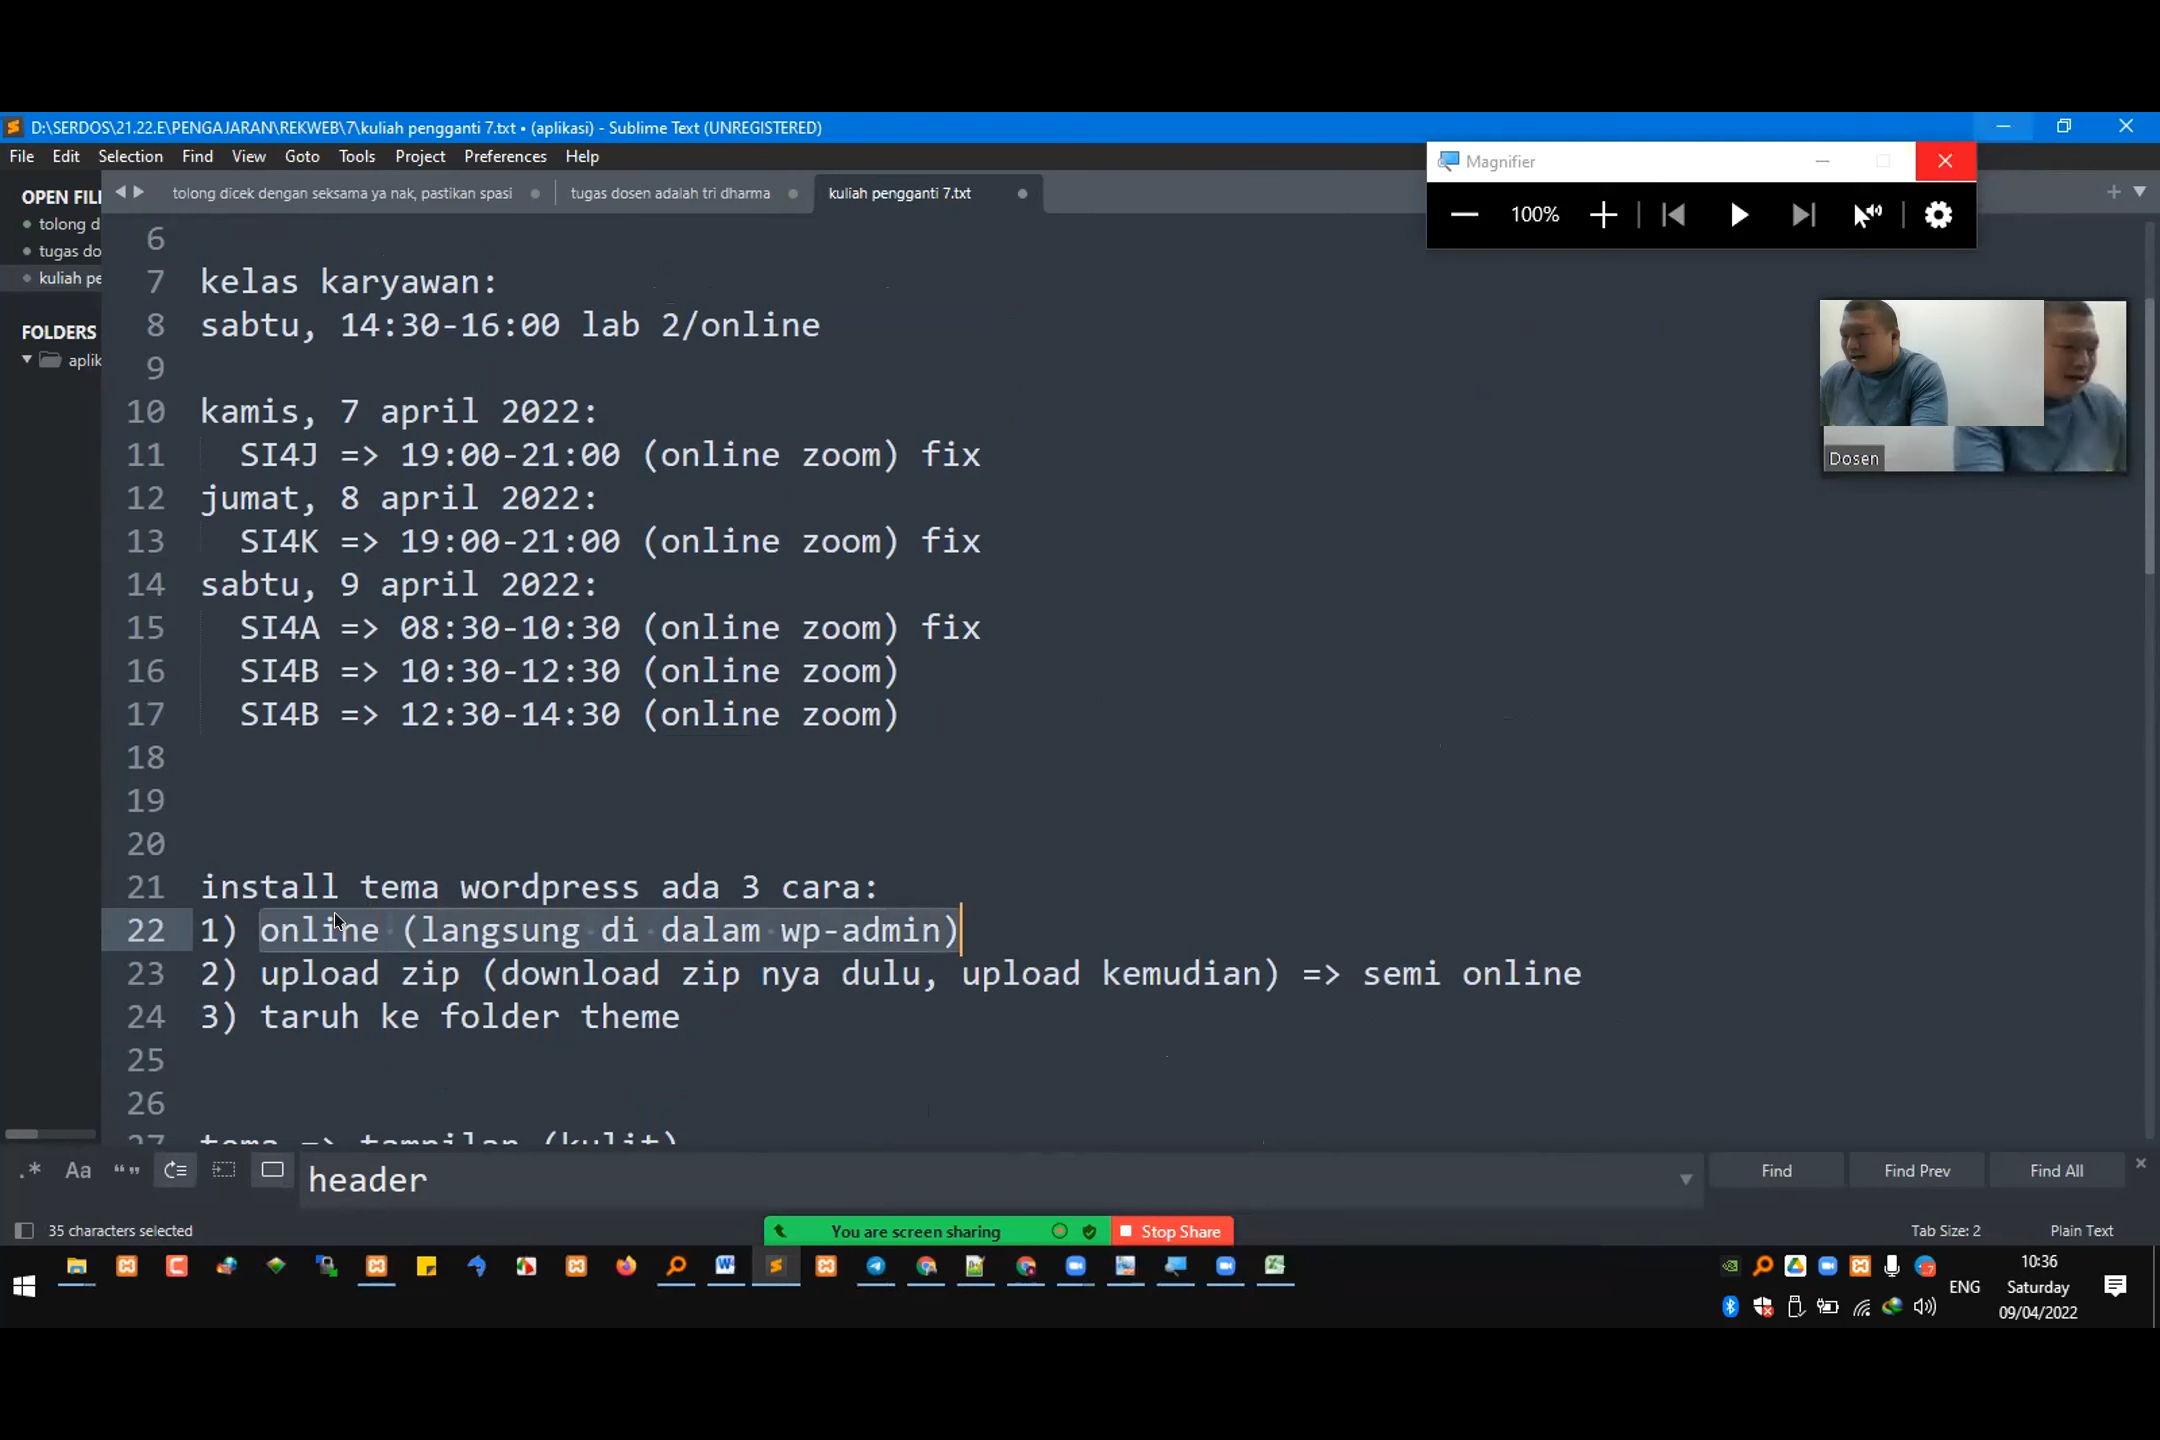 D:\SERDOS\21.22.E\PENGAJARAN\REKWEB\7\kuliah pengganti 7.txt • (aplikasi) - Sublime Text (UNREGISTERED)
File Edit Selection Find View Goto Tools Project Preferences Help
Magnifier
100%
OPEN FIL
tolong d
tugas do
kuliah pe
FOLDERS
aplik
tolong dicek dengan seksama ya nak, pastikan spasi
tugas dosen adalah tri dharma
kuliah pengganti 7.txt
Dosen
6
7 kelas karyawan:
8 sabtu, 14:30-16:00 lab 2/online
9
10 kamis, 7 april 2022:
11 SI4J => 19:00-21:00 (online zoom) fix
12 jumat, 8 april 2022:
13 SI4K => 19:00-21:00 (online zoom) fix
14 sabtu, 9 april 2022:
15 SI4A => 08:30-10:30 (online zoom) fix
16 SI4B => 10:30-12:30 (online zoom)
17 SI4B => 12:30-14:30 (online zoom)
18
19
20
21 install tema wordpress ada 3 cara:
22 1) online (langsung di dalam wp-admin)
23 2) upload zip (download zip nya dulu, upload kemudian) => semi online
24 3) taruh ke folder theme
25
26
27 tema => tampilan (kulit)
.* Aa “”
header
Find Find Prev Find All
35 characters selected
You are screen sharing
Stop Share
Tab Size: 2
Plain Text
ENG
10:36
Saturday
09/04/2022